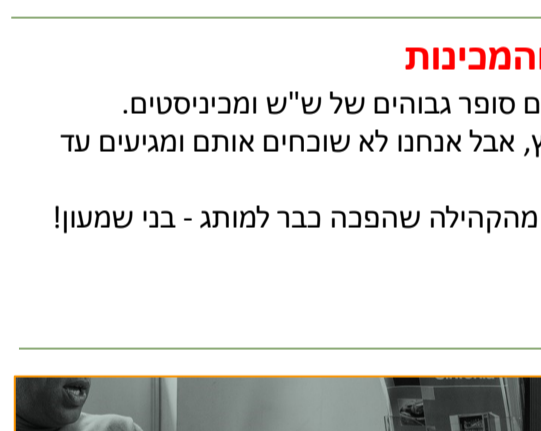 והמכינות
ם סופר גבוהים של ש"ש ומכיניסטים.
ץ, אבל אנחנו לא שוכחים אותם ומגיעים עד
מהקהילה שהפכה כבר למותג - בני שמעון!